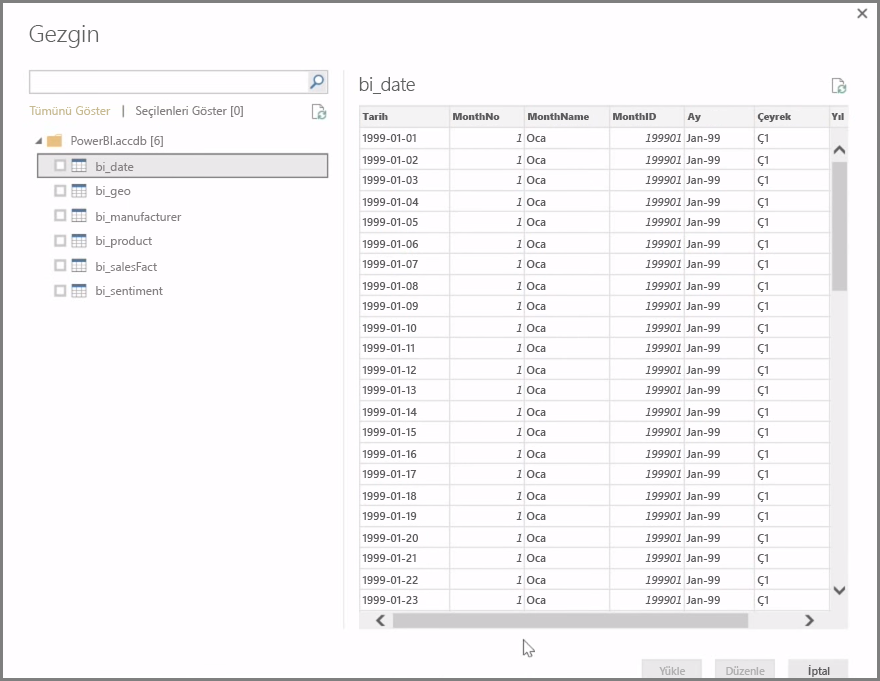 Gezgin
Tümünü Göster | Seçilenleri Göster [0]
PowerBI.accdb [6]
bi_date
bi_geo
bi_manufacturer
bi_product
bi_salesFact
bi_sentiment
bi_date
Tarih MonthNo MonthName MonthID Ay Çeyrek Yıl
1999-01-01 1 Oca 199901 Jan-99 Ç1
1999-01-02 1 Oca 199901 Jan-99 Ç1
1999-01-03 1 Oca 199901 Jan-99 Ç1
1999-01-04 1 Oca 199901 Jan-99 Ç1
1999-01-05 1 Oca 199901 Jan-99 Ç1
1999-01-06 1 Oca 199901 Jan-99 Ç1
1999-01-07 1 Oca 199901 Jan-99 Ç1
1999-01-08 1 Oca 199901 Jan-99 Ç1
1999-01-09 1 Oca 199901 Jan-99 Ç1
1999-01-10 1 Oca 199901 Jan-99 Ç1
1999-01-11 1 Oca 199901 Jan-99 Ç1
1999-01-12 1 Oca 199901 Jan-99 Ç1
1999-01-13 1 Oca 199901 Jan-99 Ç1
1999-01-14 1 Oca 199901 Jan-99 Ç1
1999-01-15 1 Oca 199901 Jan-99 Ç1
1999-01-16 1 Oca 199901 Jan-99 Ç1
1999-01-17 1 Oca 199901 Jan-99 Ç1
1999-01-18 1 Oca 199901 Jan-99 Ç1
1999-01-19 1 Oca 199901 Jan-99 Ç1
1999-01-20 1 Oca 199901 Jan-99 Ç1
1999-01-21 1 Oca 199901 Jan-99 Ç1
1999-01-22 1 Oca 199901 Jan-99 Ç1
1999-01-23 1 Oca 199901 Jan-99 Ç1
Yükle Düzenle İptal